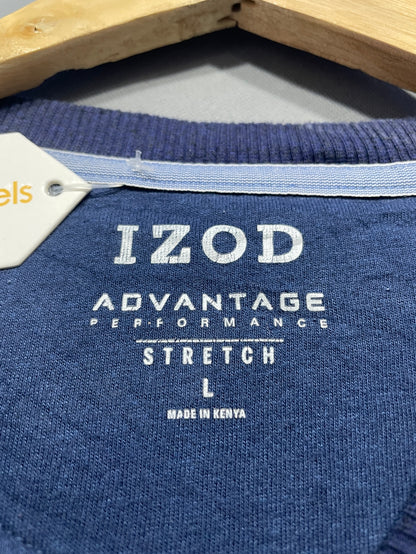 els
IZOD
ADVANTAGE
PERFORMANCE
STRETCH
L
MADE IN KENYA